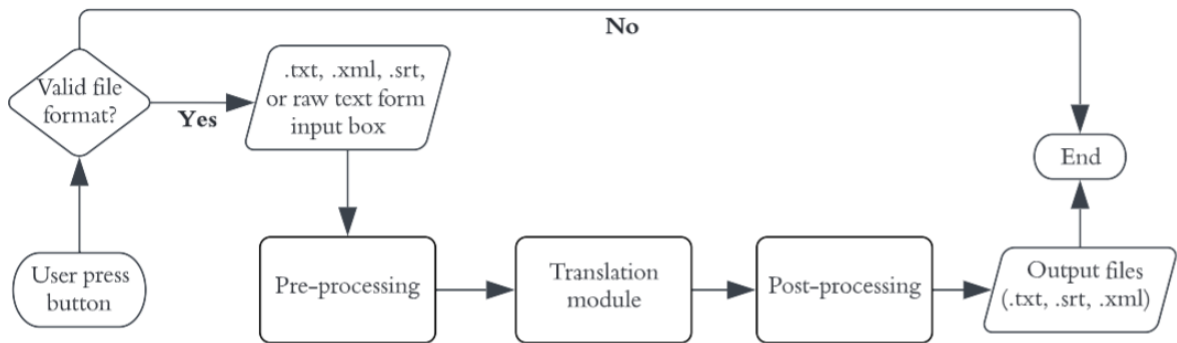 No
Valid file
format?
Yes
.txt, .xml, .srt,
or raw text form
input box
End
User press
button
Pre-processing
Translation
module
Post-processing
Output files
(.txt, .srt, .xml)